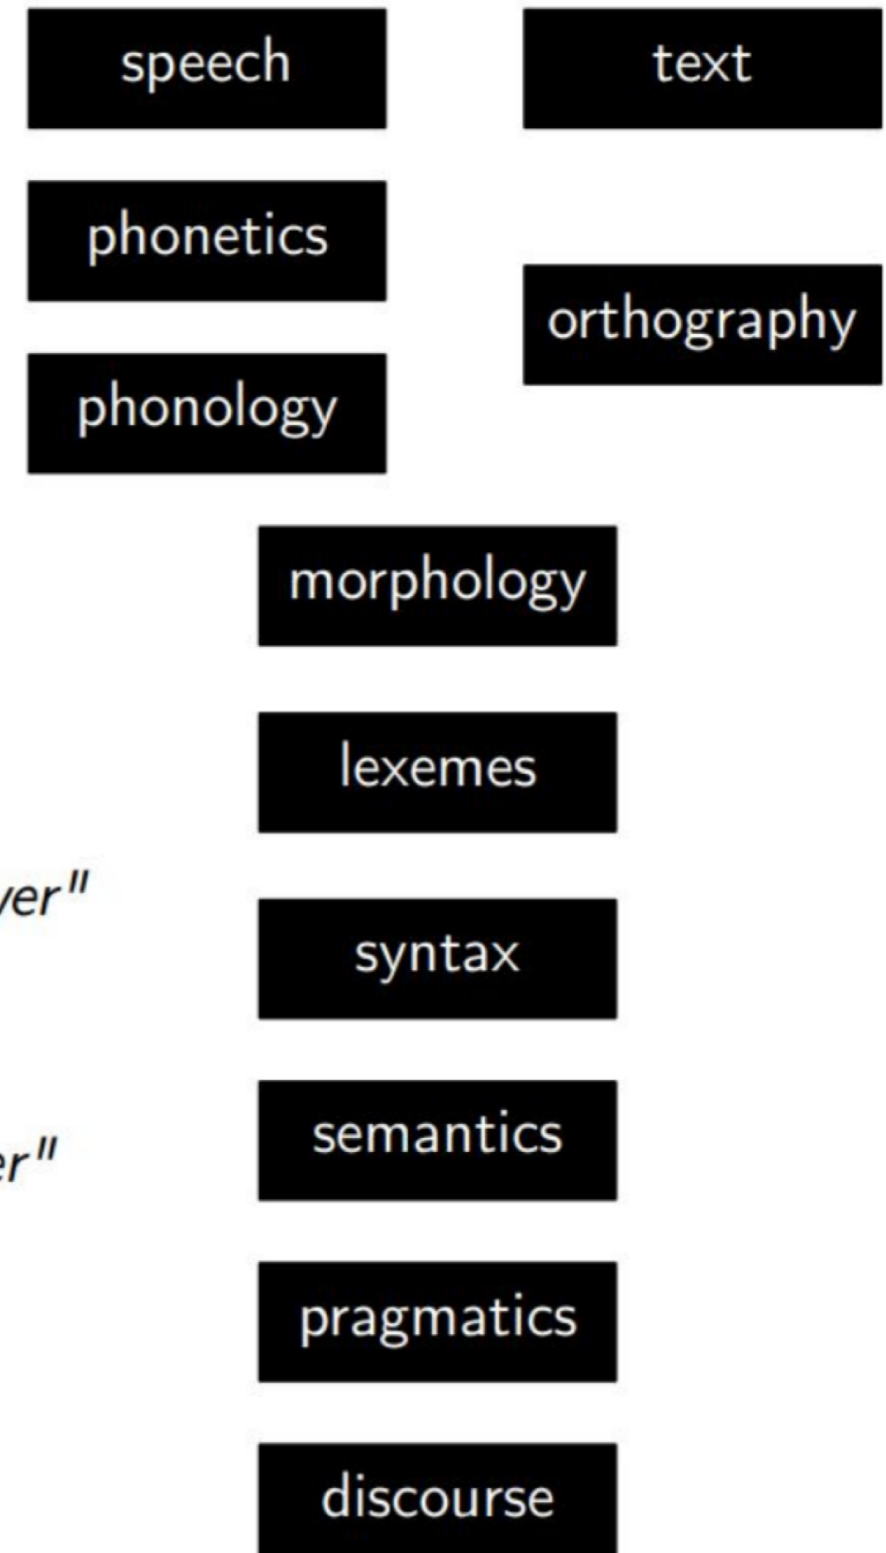 speech
text
phonetics
orthography
phonology
morphology
lexemes
syntax
semantics
pragmatics
discourse